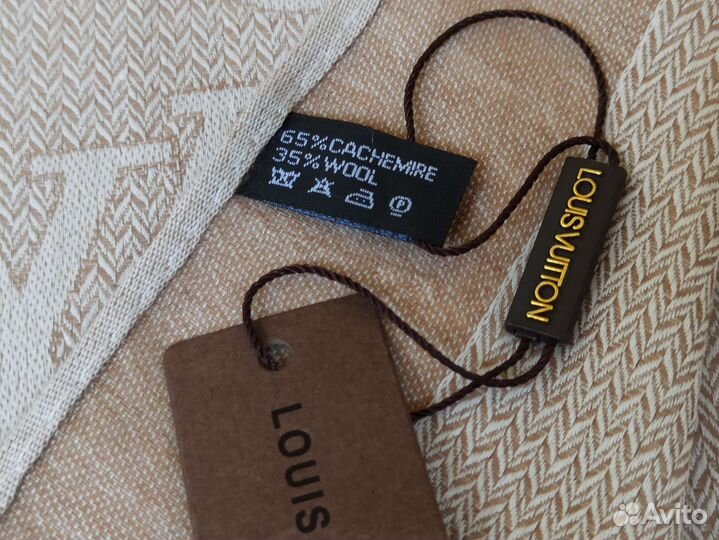 65%CACHEMIRE
35%WOOL
P
LOUIS VUITTON
LOUIS
Avito